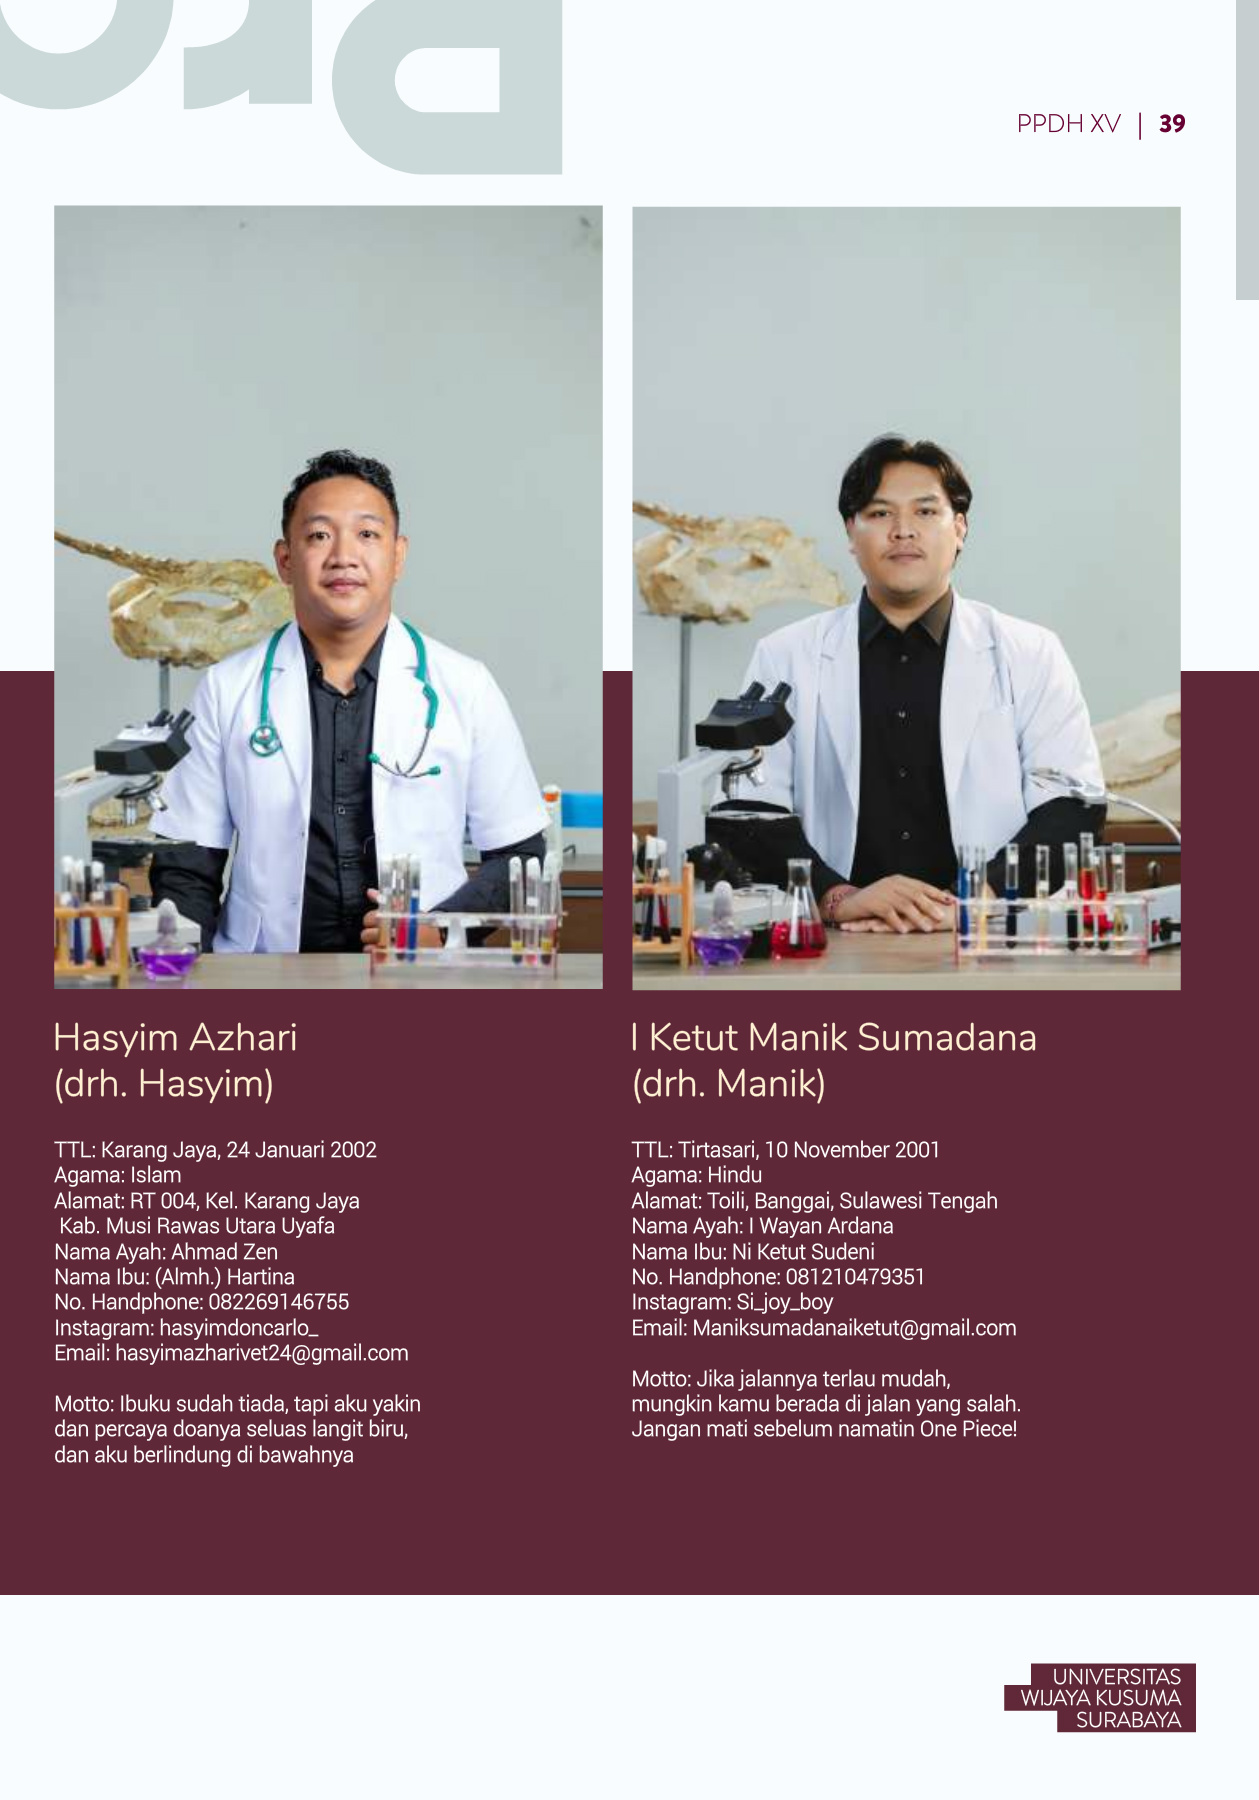 PPDH XV | 39
Hasyim Azhari
(drh. Hasyim)
TTL: Karang Jaya, 24 Januari 2002
Agama: Islam
Alamat: RT 004, Kel. Karang Jaya
Kab. Musi Rawas Utara Uyafa
Nama Ayah: Ahmad Zen
Nama Ibu: (Almh.) Hartina
No. Handphone: 082269146755
Instagram: hasyimdoncarlo_
Email: hasyimazharivet24@gmail.com
Motto: Ibuku sudah tiada, tapi aku yakin
dan percaya doanya seluas langit biru,
dan aku berlindung di bawahnya
I Ketut Manik Sumadana
(drh. Manik)
TTL: Tirtasari, 10 November 2001
Agama: Hindu
Alamat: Toili, Banggai, Sulawesi Tengah
Nama Ayah: I Wayan Ardana
Nama Ibu: Ni Ketut Sudeni
No. Handphone: 081210479351
Instagram: Si_joy_boy
Email: Maniksumadanaiketut@gmail.com
Motto: Jika jalannya terlau mudah,
mungkin kamu berada di jalan yang salah.
Jangan mati sebelum namatin One Piece!
UNIVERSITAS
WIJAYA KUSUMA
SURABAYA